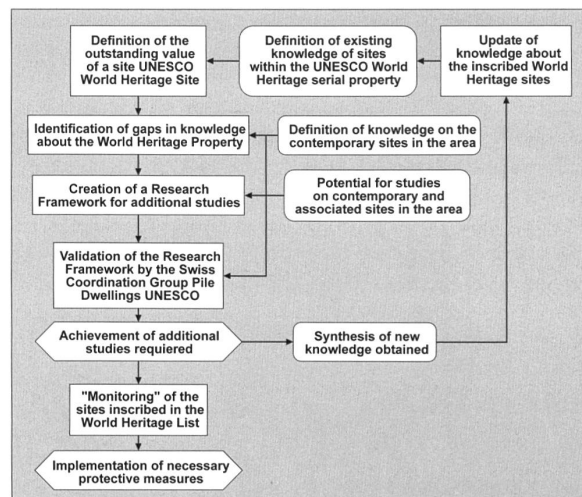 Definition of the
outstanding value
of a site UNESCO
World Heritage Site
Definition of existing
knowledge of sites
within the UNESCO World
Heritage serial property
Update of
knowledge about
the inscribed World
Heritage sites
Identification of gaps in knowledge
about the World Heritage Property
Definition of knowledge on the
contemporary sites in the area
Creation of a Research
Framework for additional studies
Potential for studies
on contemporary and
associated sites in the area
Validation of the Research
Framework by the Swiss
Coordination Group Pile
Dwellings UNESCO
Achievement of additional
studies requiered
Synthesis of new
knowledge obtained
"Monitoring" of the
sites inscribed in the
World Heritage List
Implementation of necessary
protective measures